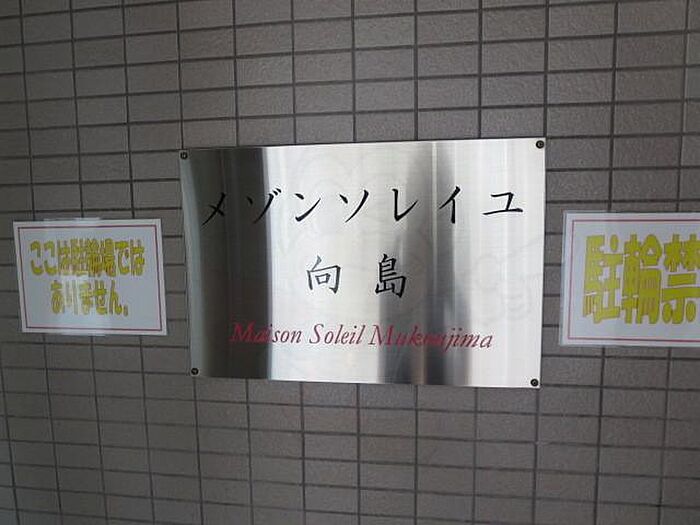 メゾンソレイユ
向島
Maison Soleil Mukoujima
ここは駐輪場では
ありません。
駐輪禁